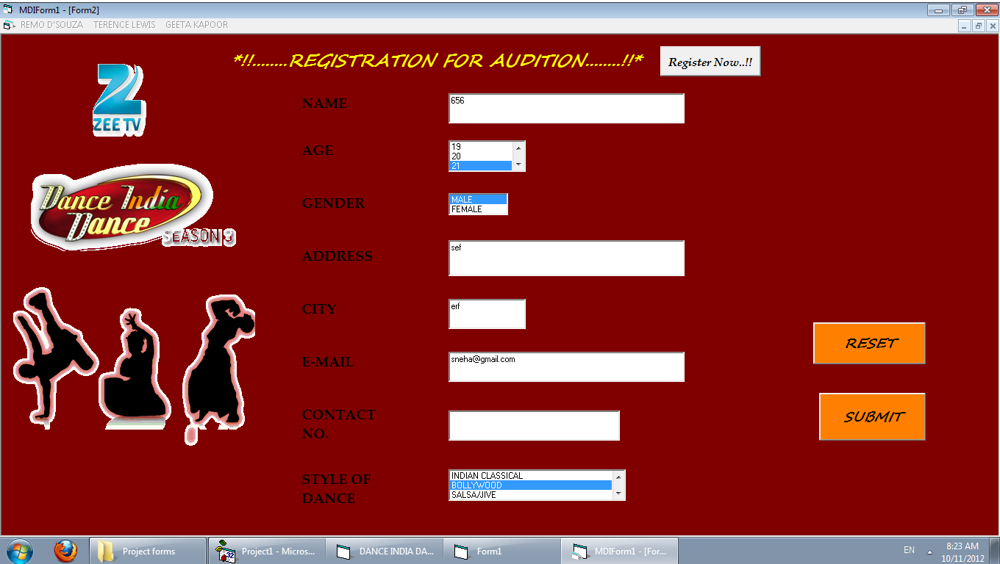 MDIForm1 - [Form2]
REMO D'SOUZA TERENCE LEWIS GEETA KAPOOR
*!!........REGISTRATION FOR AUDITION........!!*
Register Now..!!
ZEE TV
Dance India
Dance
SEASON 3
NAME
656
AGE
19
20
21
GENDER
MALE
FEMALE
ADDRESS
sef
CITY
erf
E-MAIL
sneha@gmail.com
CONTACT
NO.
STYLE OF
DANCE
INDIAN CLASSICAL
BOLLYWOOD
SALSA/JIVE
RESET
SUBMIT
Project forms
32
Project1 - Micros...
DANCE INDIA DA...
Form1
MDIForm1 - [For...
EN
8:23 AM
10/11/2012